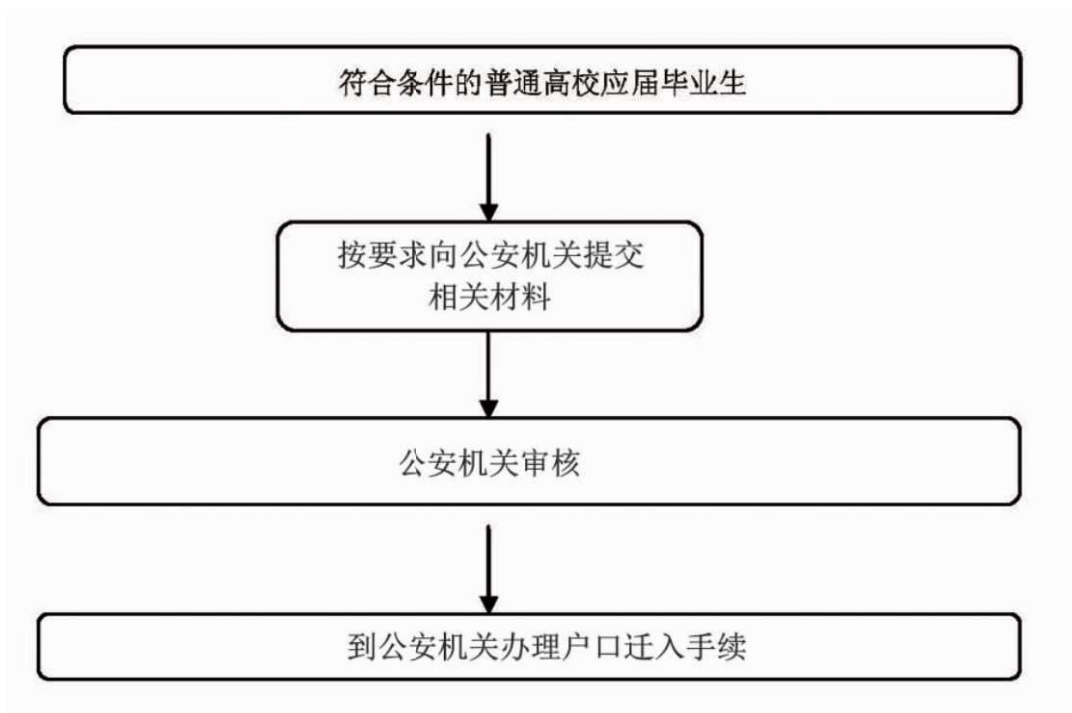 符合条件的普通高校应届毕业生
按要求向公安机关提交
相关材料
公安机关审核
到公安机关办理户口迁入手续